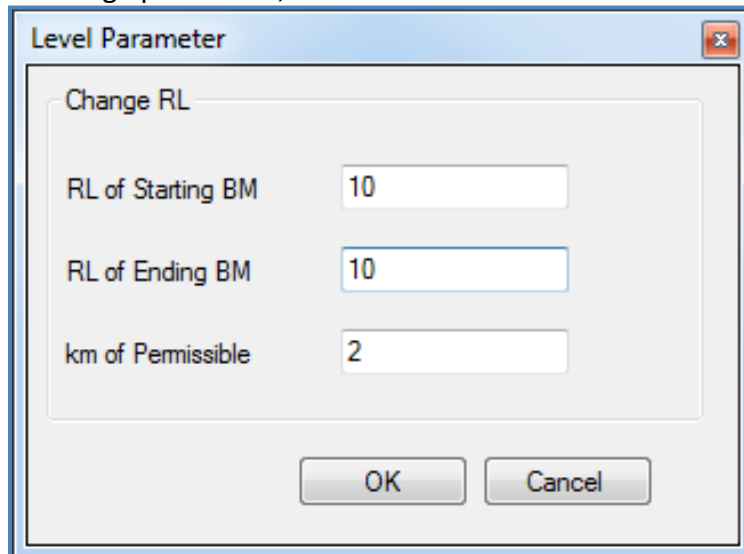 Level Parameter
Change RL
RL of Starting BM 10
RL of Ending BM 10
km of Permissible 2
OK Cancel